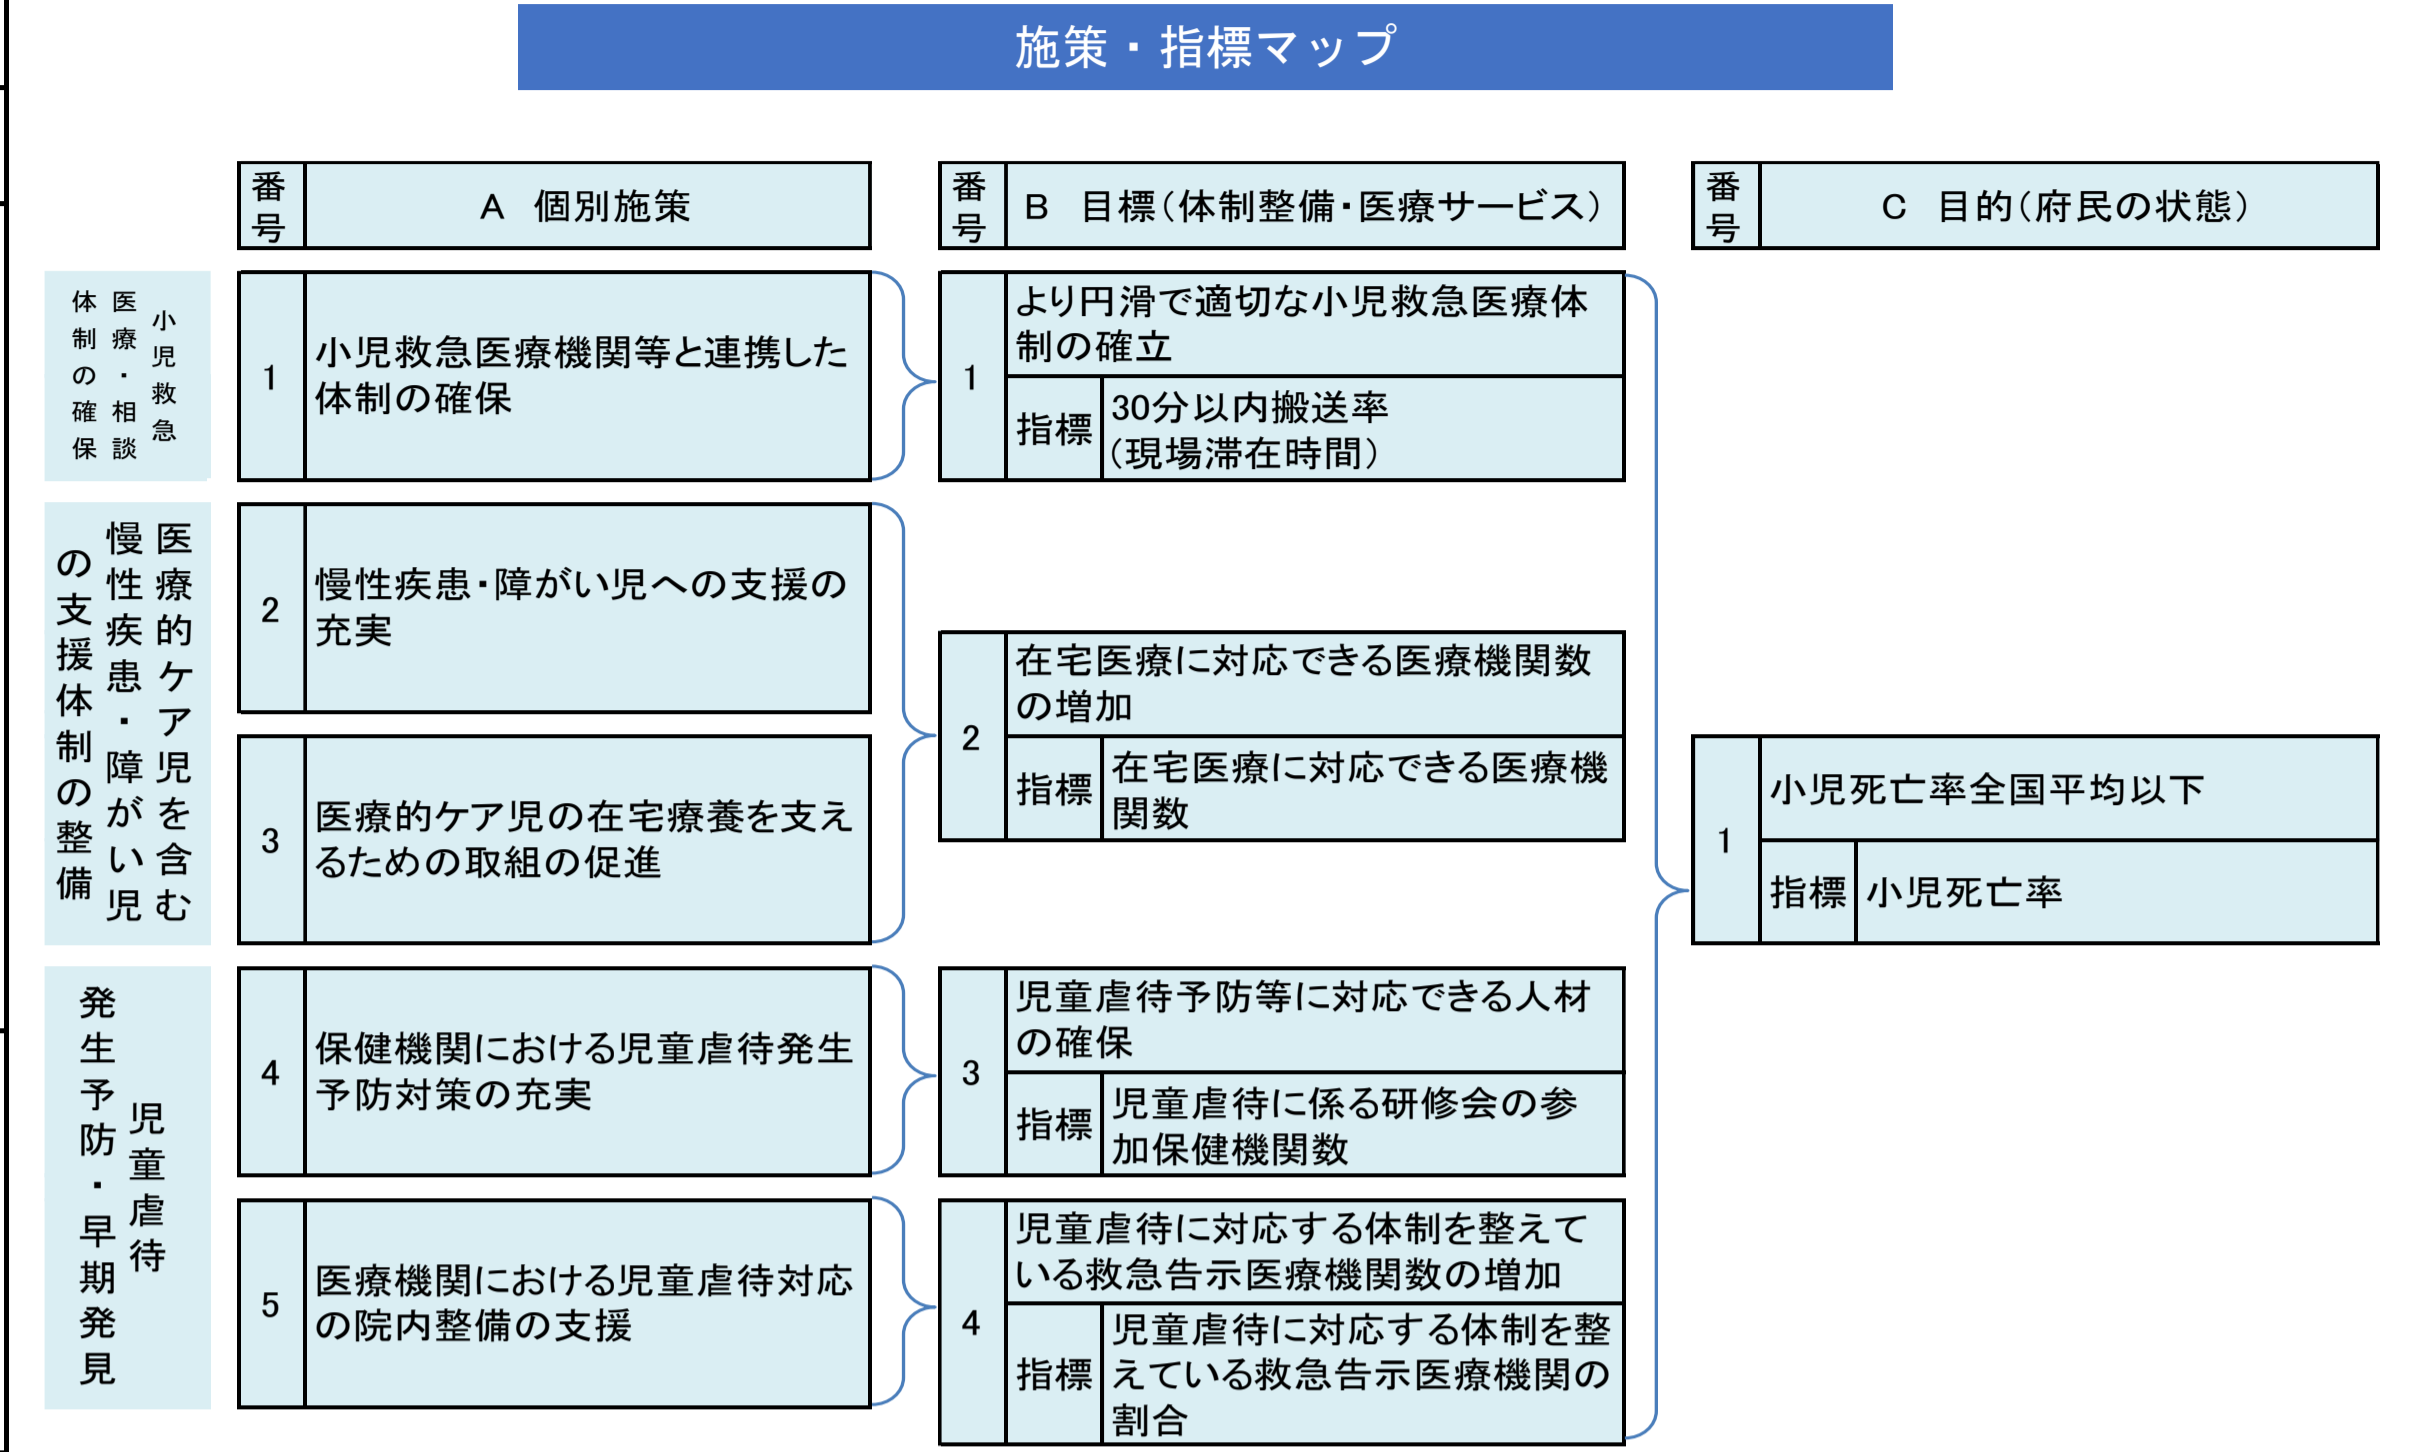 施策・指標マップ
番号
A　個別施策
番号
B　目標（体制整備・医療サービス）
番号
C　目的（府民の状態）
小児救急
医療・相談
体制の確保
1
小児救急医療機関等と連携した
体制の確保
1
より円滑で適切な小児救急医療体
制の確立
指標
30分以内搬送率
（現場滞在時間）
医療的ケア児を含む
慢性疾患・障がい児
の支援体制の整備
2
慢性疾患・障がい児への支援の
充実
3
医療的ケア児の在宅療養を支え
るための取組の促進
2
在宅医療に対応できる医療機関数
の増加
指標
在宅医療に対応できる医療機
関数
児童虐待
発生予防・早期発見
4
保健機関における児童虐待発生
予防対策の充実
3
児童虐待予防等に対応できる人材
の確保
指標
児童虐待に係る研修会の参
加保健機関数
5
医療機関における児童虐待対応
の院内整備の支援
4
児童虐待に対応する体制を整えて
いる救急告示医療機関数の増加
指標
児童虐待に対応する体制を整
えている救急告示医療機関の
割合
1
小児死亡率全国平均以下
指標
小児死亡率